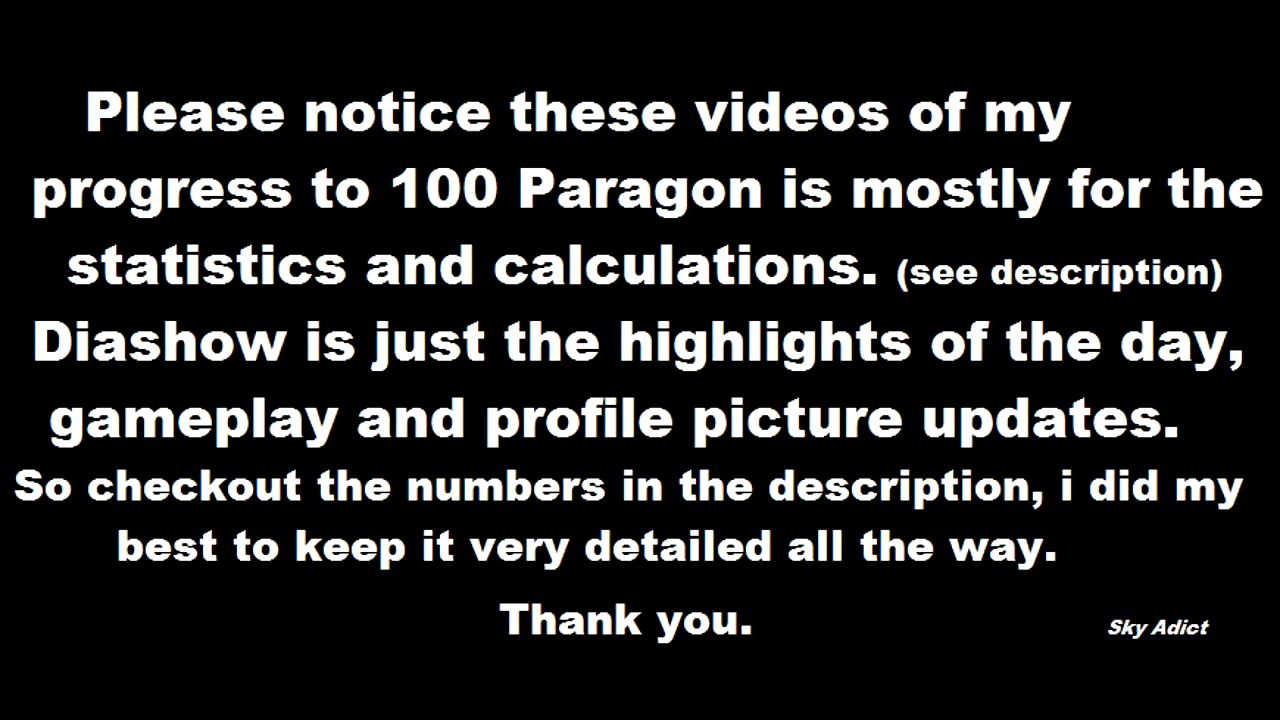 Please notice these videos of my
progress to 100 Paragon is mostly for the
statistics and calculations. (see description)
Diashow is just the highlights of the day,
gameplay and profile picture updates.
So checkout the numbers in the description, i did my
best to keep it very detailed all the way.
Thank you.
Sky Adict